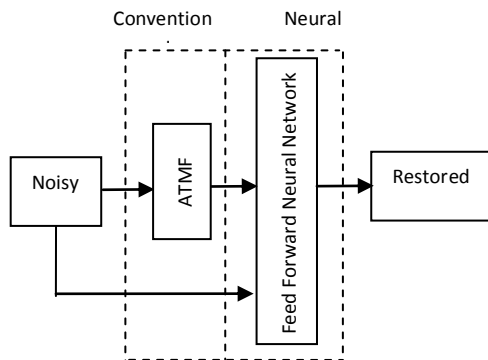 Convention
Neural
Noisy
ATMF
Feed Forward Neural Network
Restored